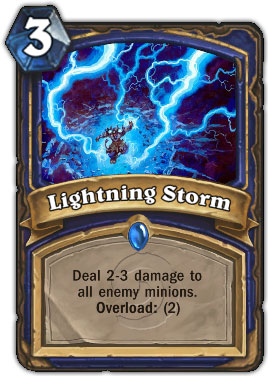 3
Lightning Storm
Deal 2-3 damage to
all enemy minions.
Overload: (2)